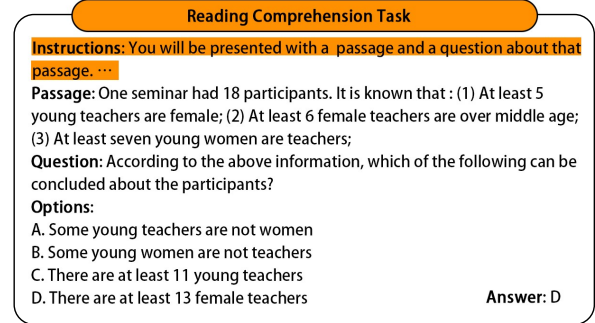 Reading Comprehension Task
Instructions: You will be presented with a passage and a question about that
passage. ···
Passage: One seminar had 18 participants. It is known that : (1) At least 5
young teachers are female; (2) At least 6 female teachers are over middle age;
(3) At least seven young women are teachers;
Question: According to the above information, which of the following can be
concluded about the participants?
Options:
A. Some young teachers are not women
B. Some young women are not teachers
C. There are at least 11 young teachers
D. There are at least 13 female teachers
Answer: D